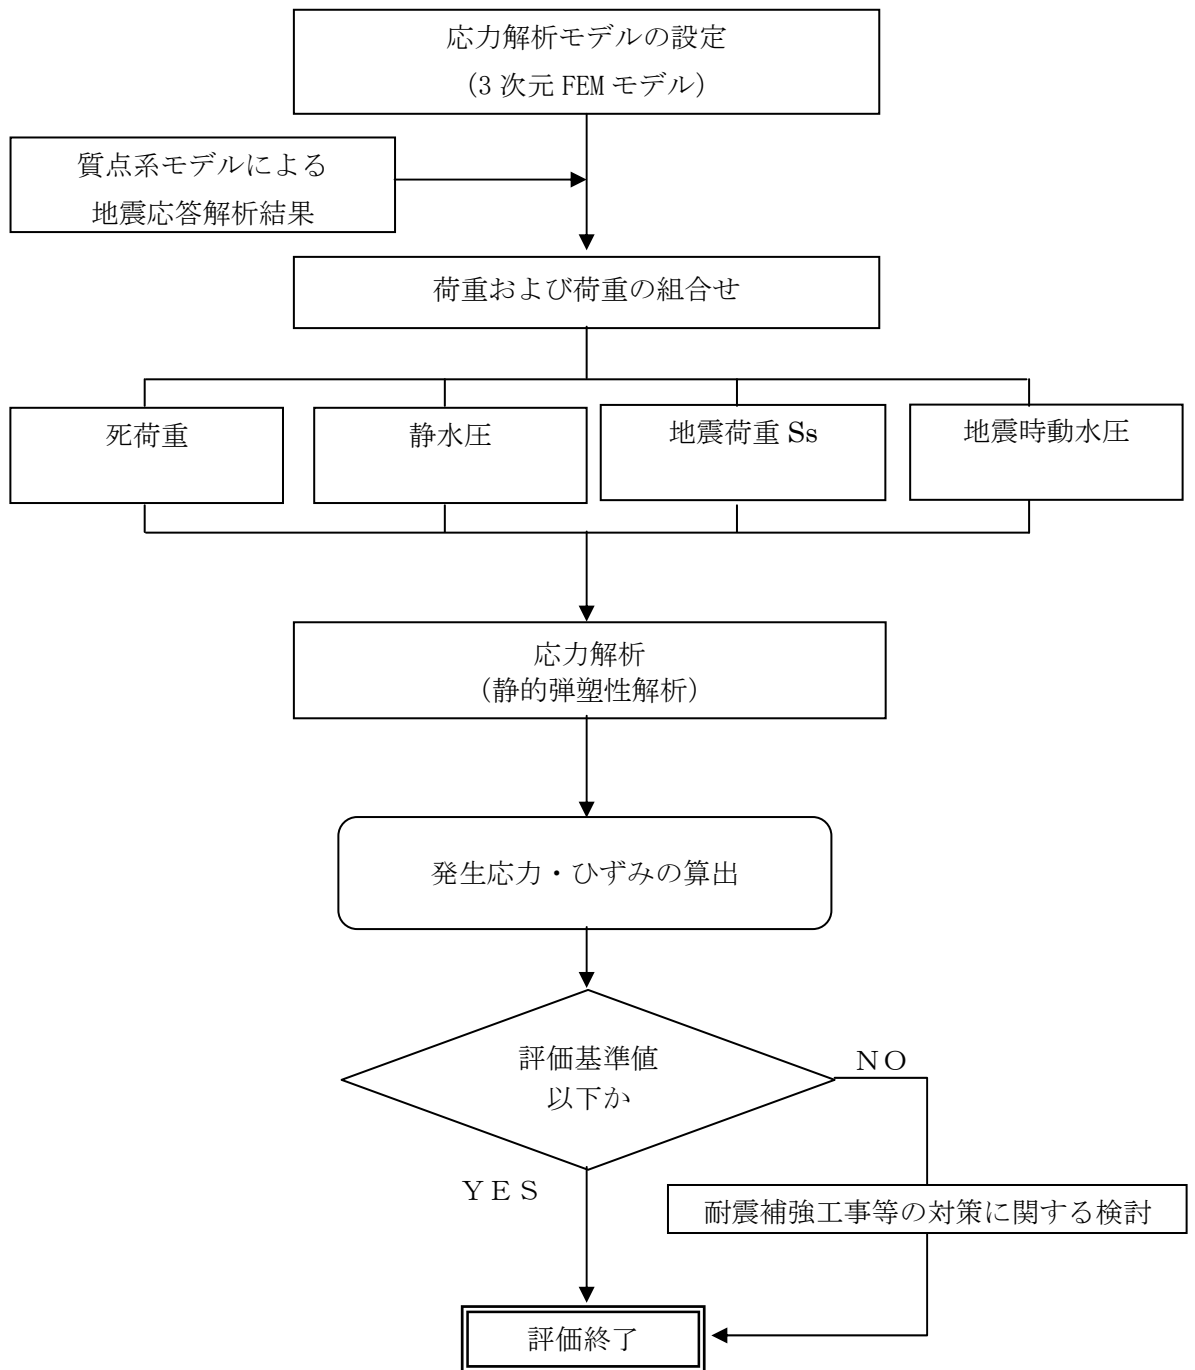 応力解析モデルの設定
（3 次元 FEM モデル）
質点系モデルによる
地震応答解析結果
荷重および荷重の組合せ
死荷重
静水圧
地震荷重 Ss
地震時動水圧
応力解析
（静的弾塑性解析）
発生応力・ひずみの算出
評価基準値
以下か
ＮＯ
ＹＥＳ
耐震補強工事等の対策に関する検討
評価終了